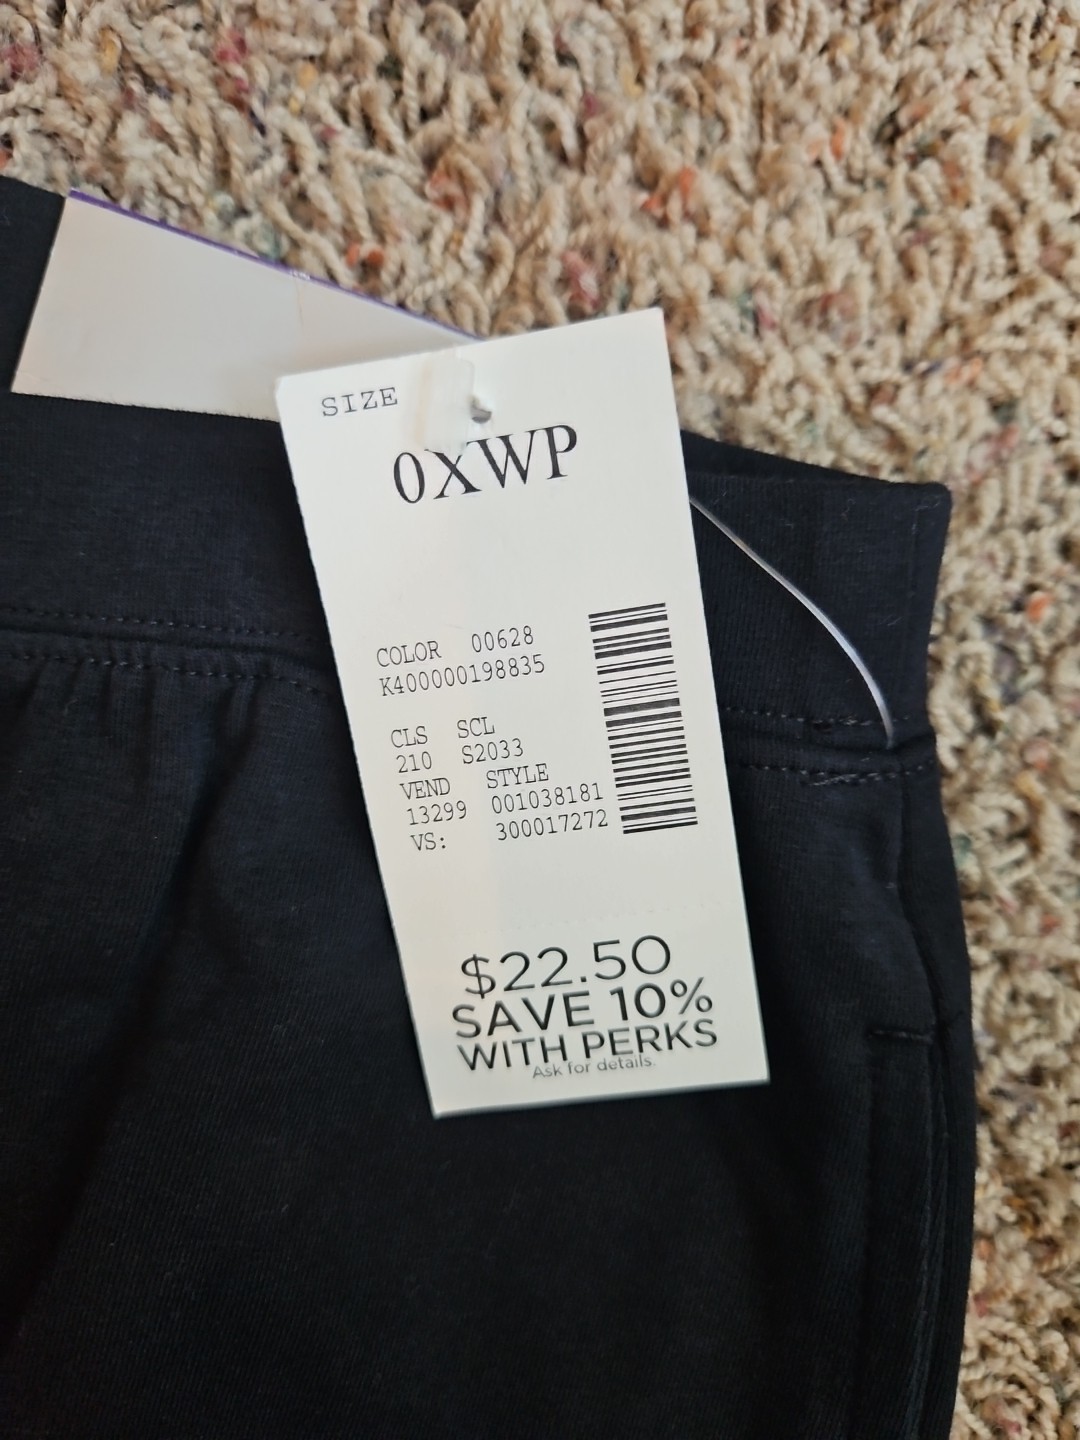 SIZE
0XWP
COLOR 00628
K400000198835
CLS SCL
210 S2033
VEND STYLE
13299 001038181
VS: 300017272
$22.50
SAVE 10%
WITH PERKS
Ask for details.